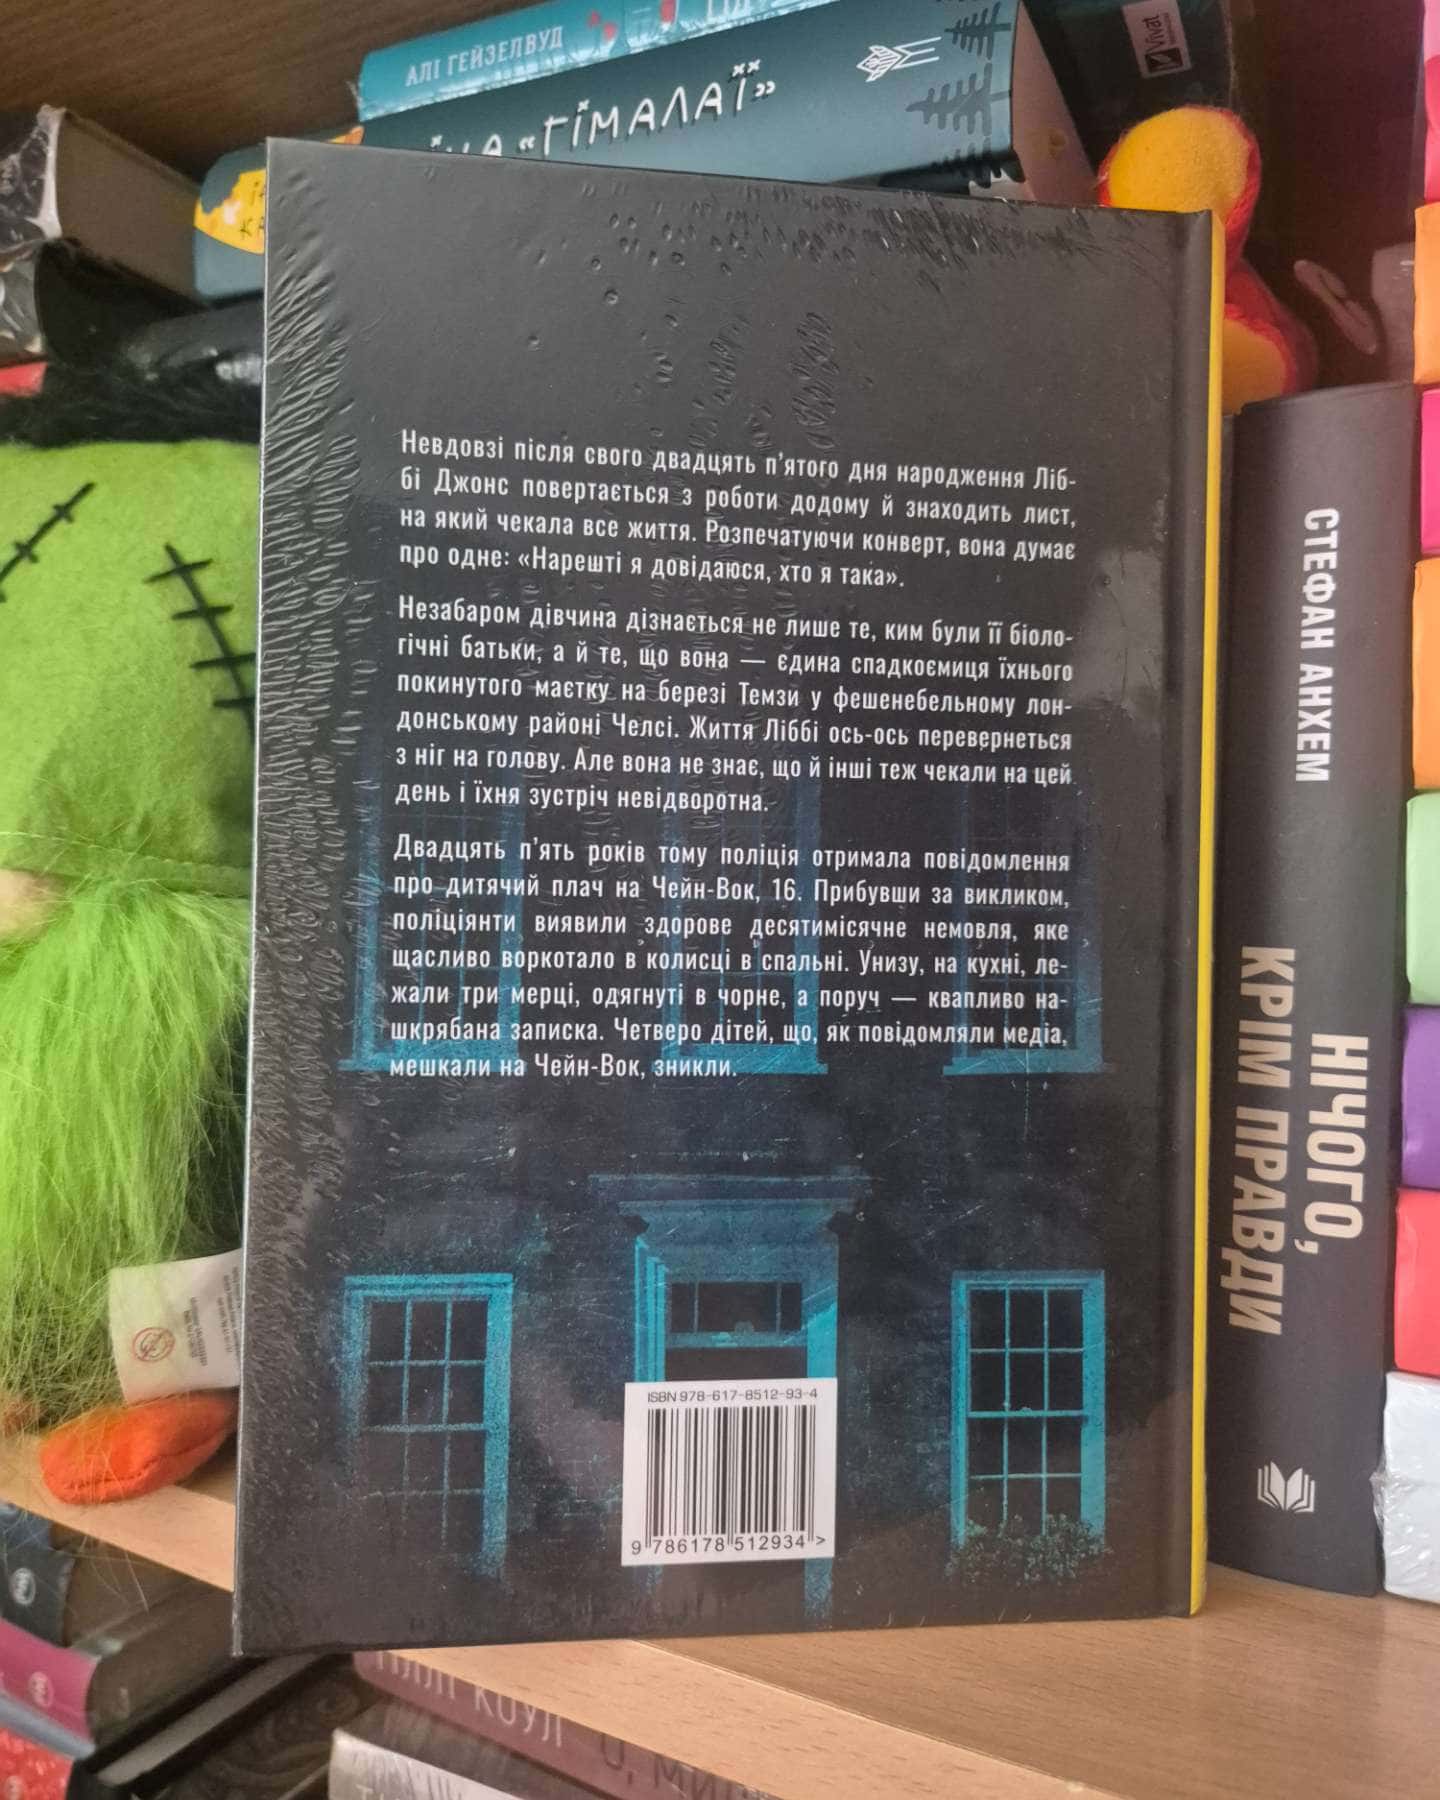 АЛІ ГЕЙЗЕЛВУД
«ГІМАЛАЇ»
Vivat
Невдовзі після свого двадцять п'ятого дня народження Ліб-
бі Джонс повертається з роботи додому й знаходить лист,
на який чекала все життя. Розпечатуючи конверт, вона думає
про одне: «Нарешті я довідаюся, хто я така».
Незабаром дівчина дізнається не лише те, ким були її біоло-
гічні батьки, а й те, що вона — єдина спадкоємиця їхнього
покинутого маєтку на березі Темзи у фешенебельному лон-
донському районі Челсі. Життя Ліббі ось-ось перевернеться
з ніг на голову. Але вона не знає, що й інші теж чекали на цей
день і їхня зустріч невідворотна.
Двадцять п'ять років тому поліція отримала повідомлення
про дитячий плач на Чейн-Вок, 16. Прибувши за викликом,
поліціянти виявили здорове десятимісячне немовля, яке
щасливо воркотало в колисці в спальні. Унизу, на кухні, ле-
жали три мерці, одягнуті в чорне, а поруч — квапливо на-
шкрябана записка. Четверо дітей, що, як повідомляли медіа,
мешкали на Чейн-Вок, зникли.
ISBN 978-617-8512-93-4
9 786178 512934 >
СТЕФАН АНХЕМ
НІЧОГО,
КРІМ ПРАВДИ
КОУЛ